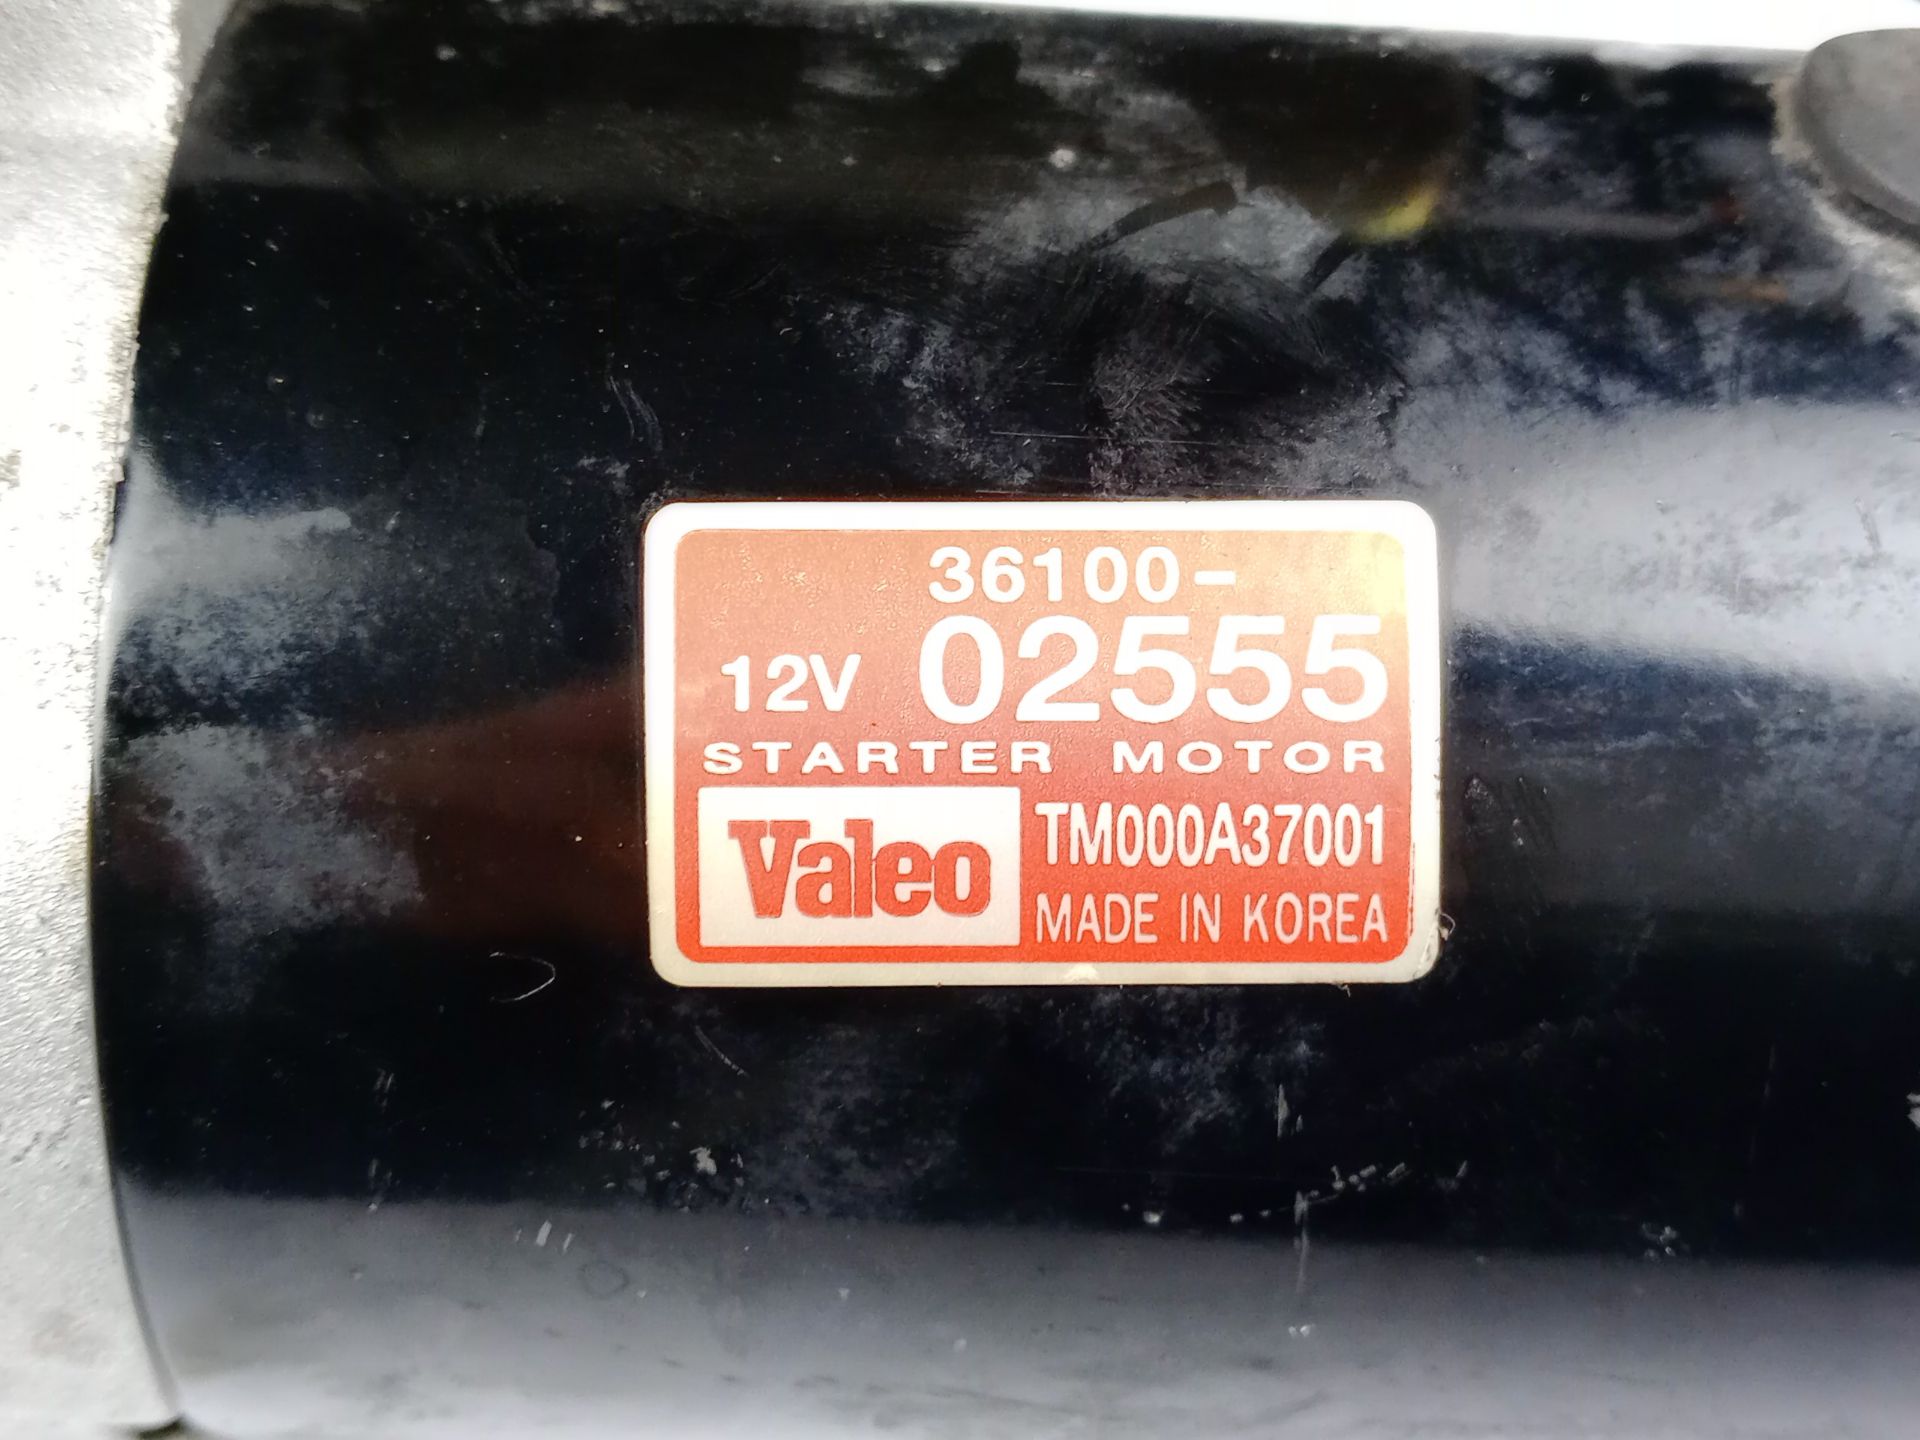 36100-
12V 02555
STARTER MOTOR
Valeo TM000A37001
MADE IN KOREA